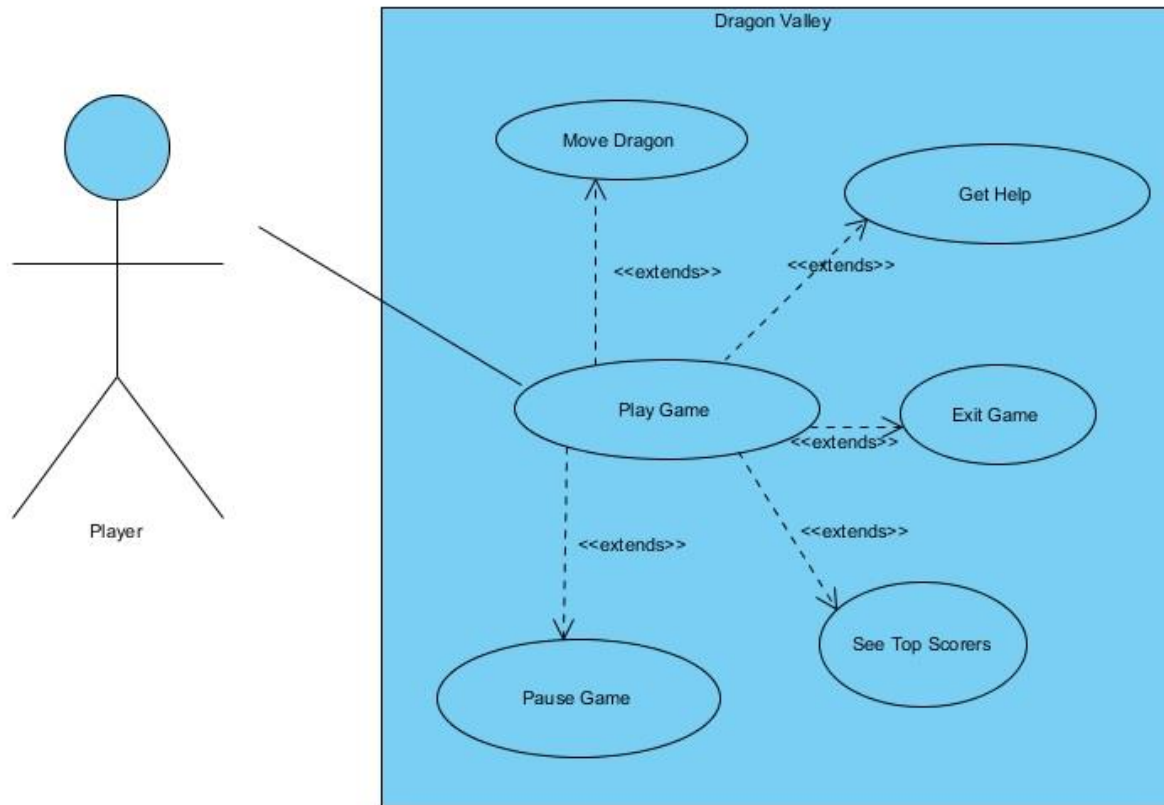 Dragon Valley
Move Dragon
Get Help
<<extends>>
<<extends>>
Play Game
Exit Game
<<extends>>
Player
<<extends>>
<<extends>>
See Top Scorers
Pause Game